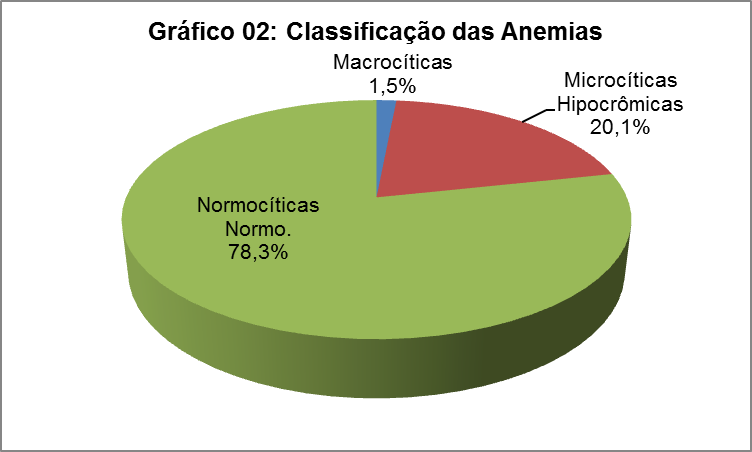 Gráfico 02: Classificação das Anemias
Macrocíticas
1,5%
Microcíticas
Hipocrômicas
20,1%
Normocíticas
Normo.
78,3%